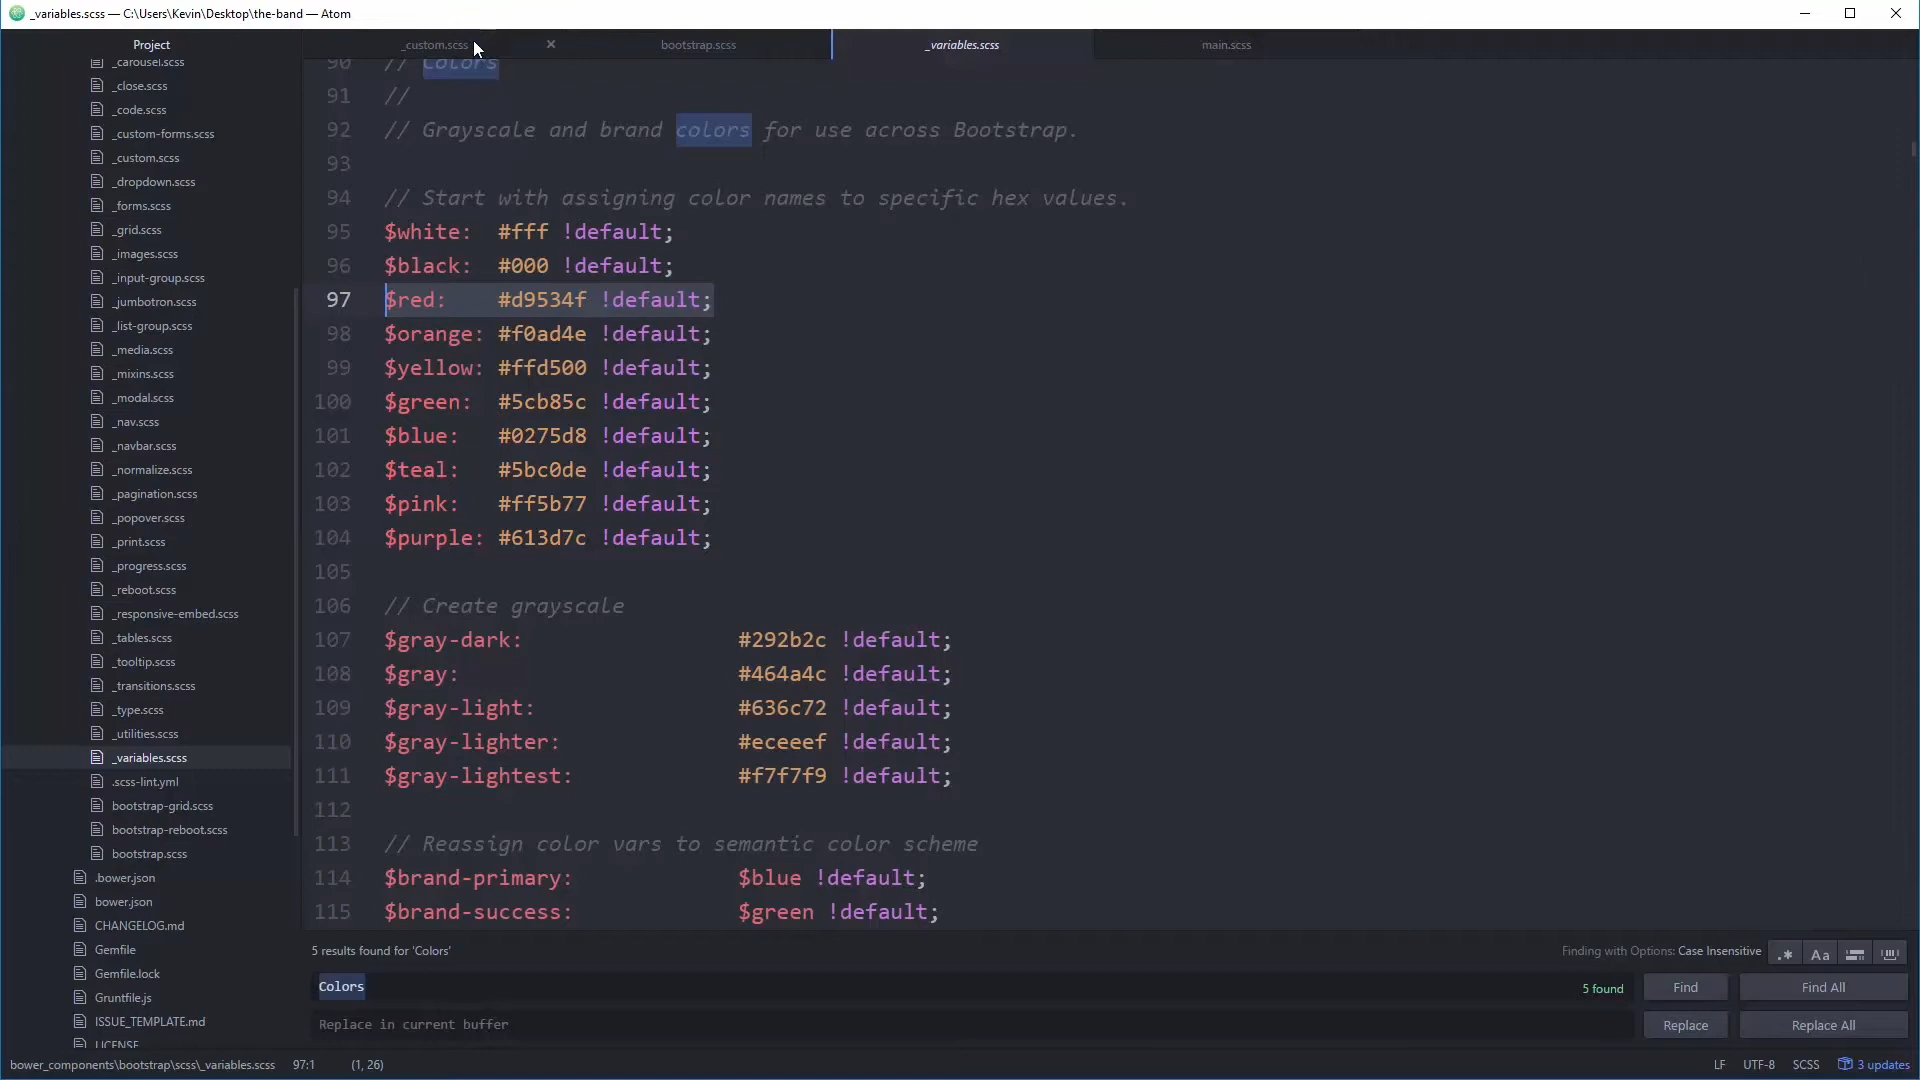 _variables.scss — C:\Users\Kevin\Desktop\the-band — Atom
Project
_carousel.scss
_close.scss
_code.scss
_custom-forms.scss
_custom.scss
_dropdown.scss
_forms.scss
_grid.scss
_images.scss
_input-group.scss
_jumbotron.scss
_list-group.scss
_media.scss
_mixins.scss
_modal.scss
_nav.scss
_navbar.scss
_normalize.scss
_pagination.scss
_popover.scss
_print.scss
_progress.scss
_reboot.scss
_responsive-embed.scss
_tables.scss
_tooltip.scss
_transitions.scss
_type.scss
_utilities.scss
_variables.scss
.scss-lint.yml
bootstrap-grid.scss
bootstrap-reboot.scss
bootstrap.scss
.bower.json
bower.json
CHANGELOG.md
Gemfile
Gemfile.lock
Gruntfile.js
ISSUE_TEMPLATE.md
LICENSE
_custom.scss bootstrap.scss _variables.scss main.scss
90 // Colors
91 //
92 // Grayscale and brand colors for use across Bootstrap.
93
94 // Start with assigning color names to specific hex values.
95 $white: #fff !default;
96 $black: #000 !default;
97 $red: #d9534f !default;
98 $orange: #f0ad4e !default;
99 $yellow: #ffd500 !default;
100 $green: #5cb85c !default;
101 $blue: #0275d8 !default;
102 $teal: #5bc0de !default;
103 $pink: #ff5b77 !default;
104 $purple: #613d7c !default;
105
106 // Create grayscale
107 $gray-dark: #292b2c !default;
108 $gray: #464a4c !default;
109 $gray-light: #636c72 !default;
110 $gray-lighter: #eceeef !default;
111 $gray-lightest: #f7f7f9 !default;
112
113 // Reassign color vars to semantic color scheme
114 $brand-primary: $blue !default;
115 $brand-success: $green !default;
5 results found for 'Colors' Finding with Options: Case Insensitive .* Aa
Colors 5 found Find Find All
Replace in current buffer Replace Replace All
bower_components\bootstrap\scss\_variables.scss 97:1 (1, 26) LF UTF-8 SCSS 3 updates